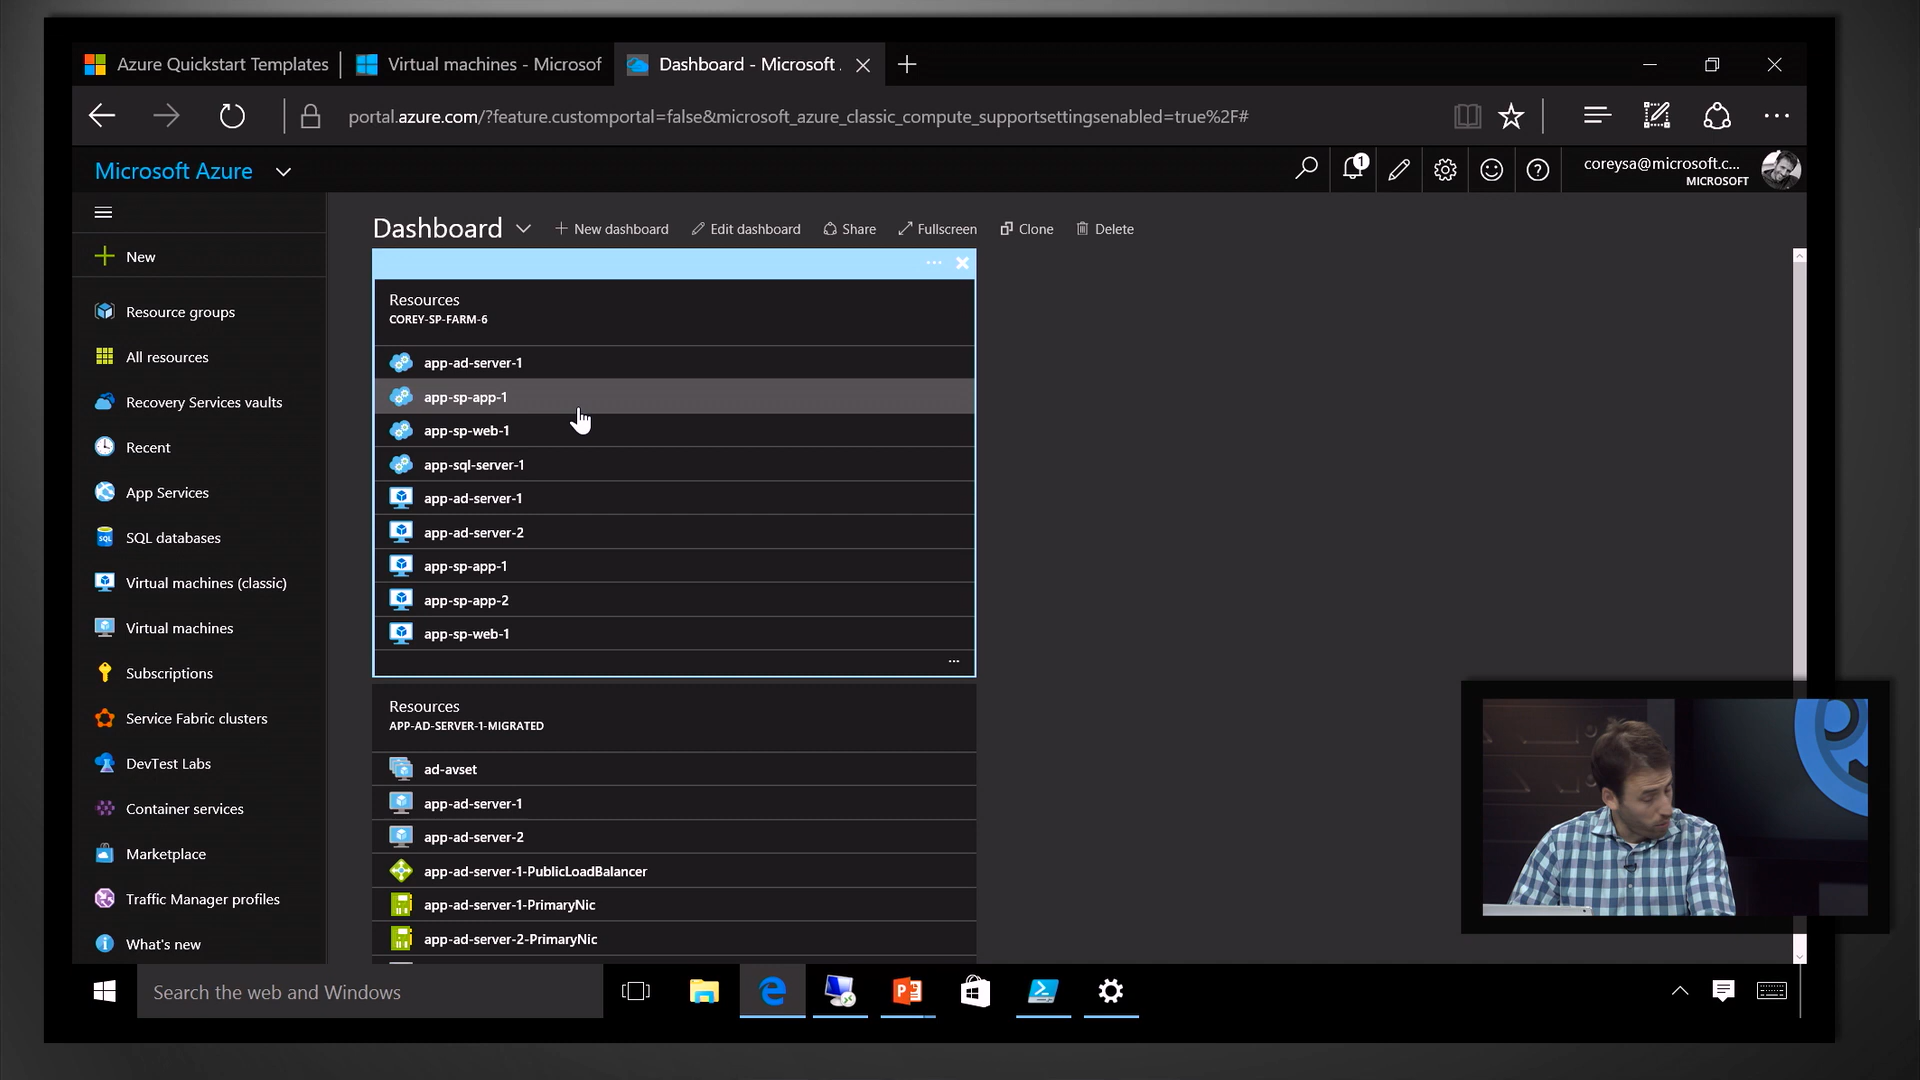 Azure Quickstart Templates
Virtual machines - Microsof
Dashboard - Microsoft
portal.azure.com/?feature.customportal=false&microsoft_azure_classic_compute_supportsettingsenabled=true%2F#
Microsoft Azure
1
coreysa@microsoft.c...
MICROSOFT
New
Resource groups
All resources
Recovery Services vaults
Recent
App Services
SQL databases
Virtual machines (classic)
Virtual machines
Subscriptions
Service Fabric clusters
DevTest Labs
Container services
Marketplace
Traffic Manager profiles
What's new
Dashboard
New dashboard
Edit dashboard
Share
Fullscreen
Clone
Delete
Resources
COREY-SP-FARM-6
app-ad-server-1
app-sp-app-1
app-sp-web-1
app-sql-server-1
app-ad-server-1
app-ad-server-2
app-sp-app-1
app-sp-app-2
app-sp-web-1
...
Resources
APP-AD-SERVER-1-MIGRATED
ad-avset
app-ad-server-1
app-ad-server-2
app-ad-server-1-PublicLoadBalancer
app-ad-server-1-PrimaryNic
app-ad-server-2-PrimaryNic
Search the web and Windows